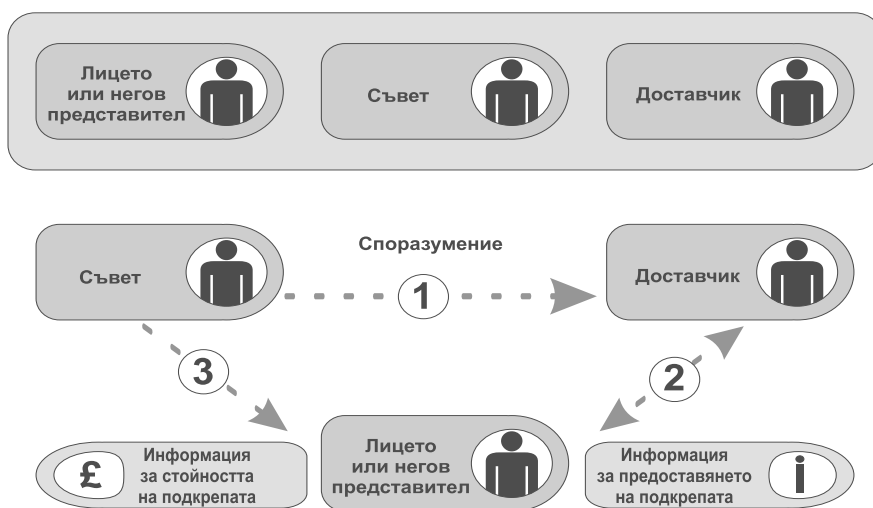 Лицето
или негов
представител
Съвет
Доставчик
Споразумение
Съвет
1
Доставчик
3
2
£
Информация
за стойността
на подкрепата
Лицето
или негов
представител
Информация
за предоставянето
на подкрепата
i